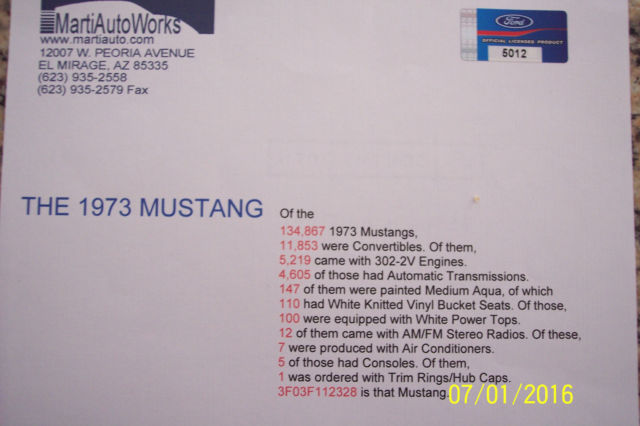 MartiAutoWorks
www.martiauto.com
12007 W. PEORIA AVENUE
EL MIRAGE, AZ 85335
(623) 935-2558
(623) 935-2579 Fax
Ford
OFFICIAL LICENSED PRODUCT
5012
THE 1973 MUSTANG
Of the
134,867 1973 Mustangs,
11,853 were Convertibles. Of them,
5,219 came with 302-2V Engines.
4,605 of those had Automatic Transmissions.
147 of them were painted Medium Aqua, of which
110 had White Knitted Vinyl Bucket Seats. Of those,
100 were equipped with White Power Tops.
12 of them came with AM/FM Stereo Radios. Of these,
7 were produced with Air Conditioners.
5 of those had Consoles. Of them,
1 was ordered with Trim Rings/Hub Caps.
3F03F112328 is that Mustang.
07/01/2016